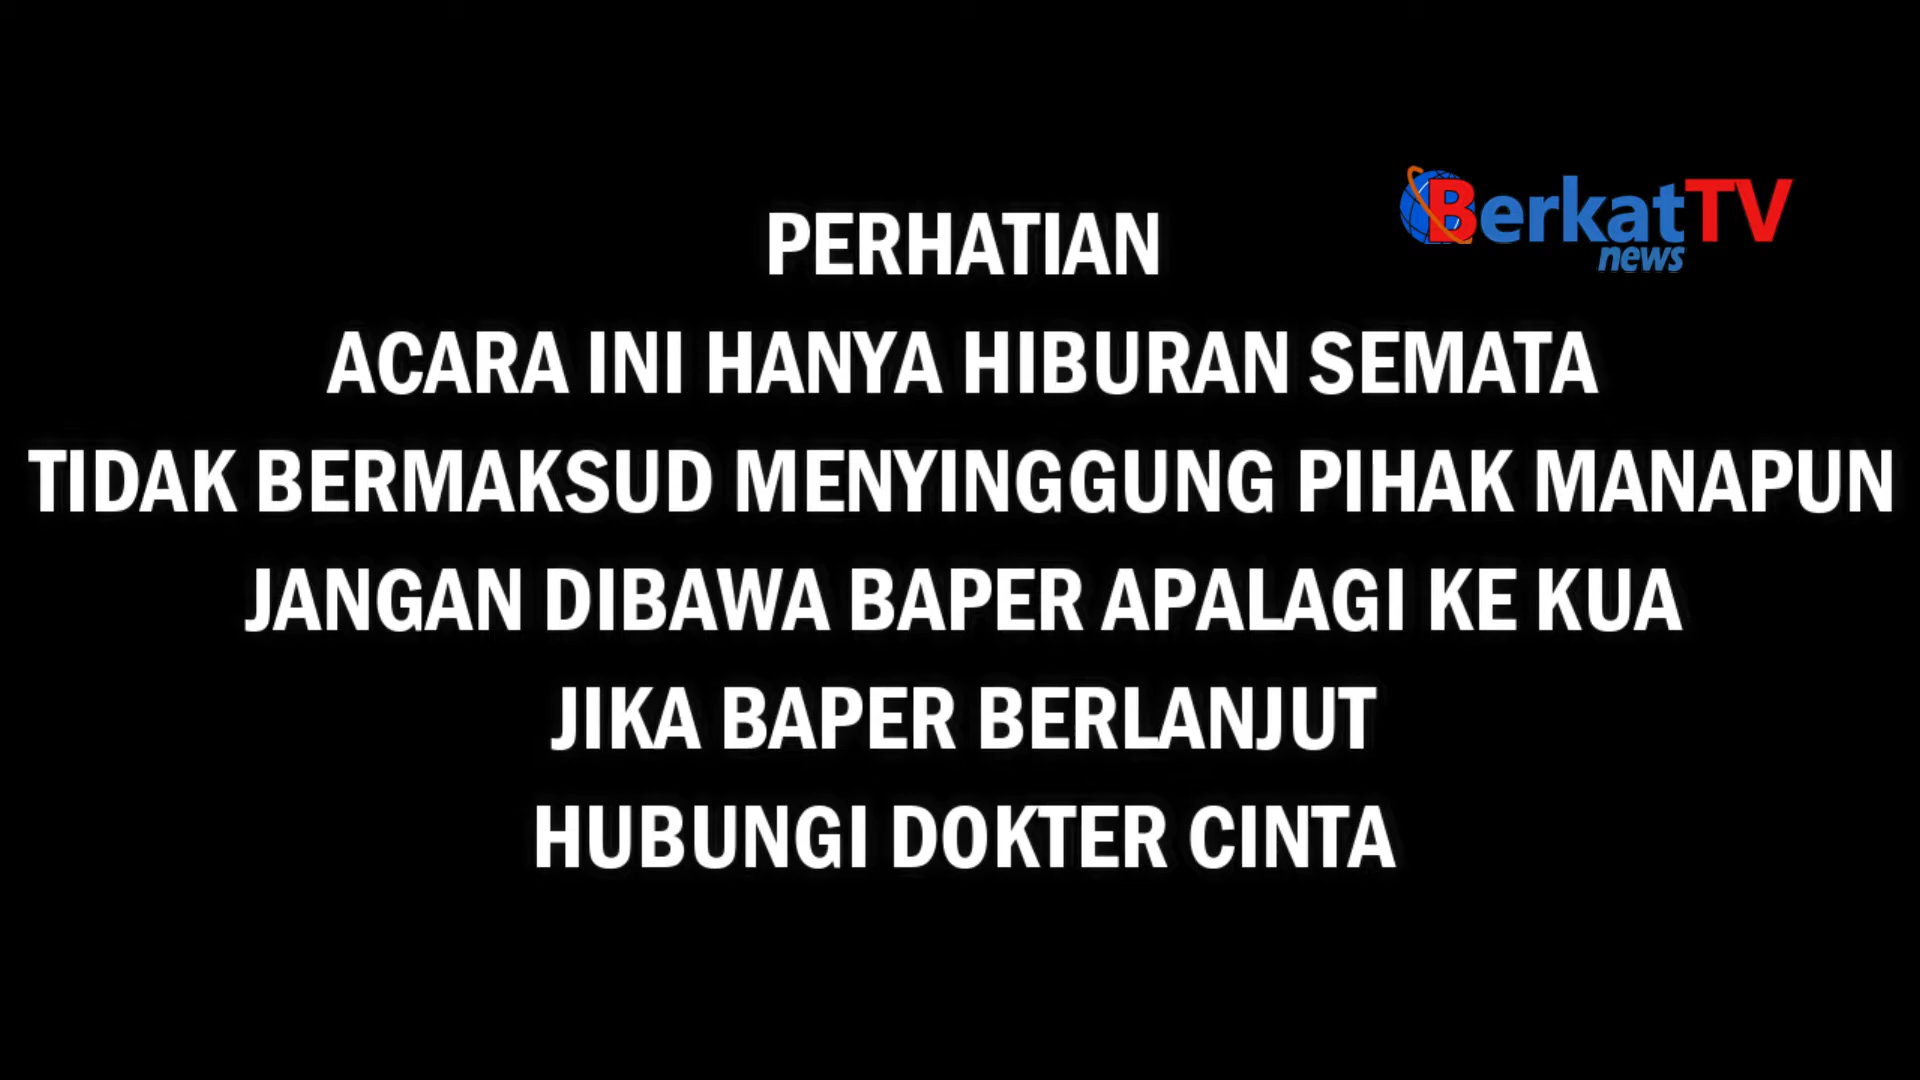 BerkatTV
news
PERHATIAN
ACARA INI HANYA HIBURAN SEMATA
TIDAK BERMAKSUD MENYINGGUNG PIHAK MANAPUN
JANGAN DIBAWA BAPER APALAGI KE KUA
JIKA BAPER BERLANJUT
HUBUNGI DOKTER CINTA